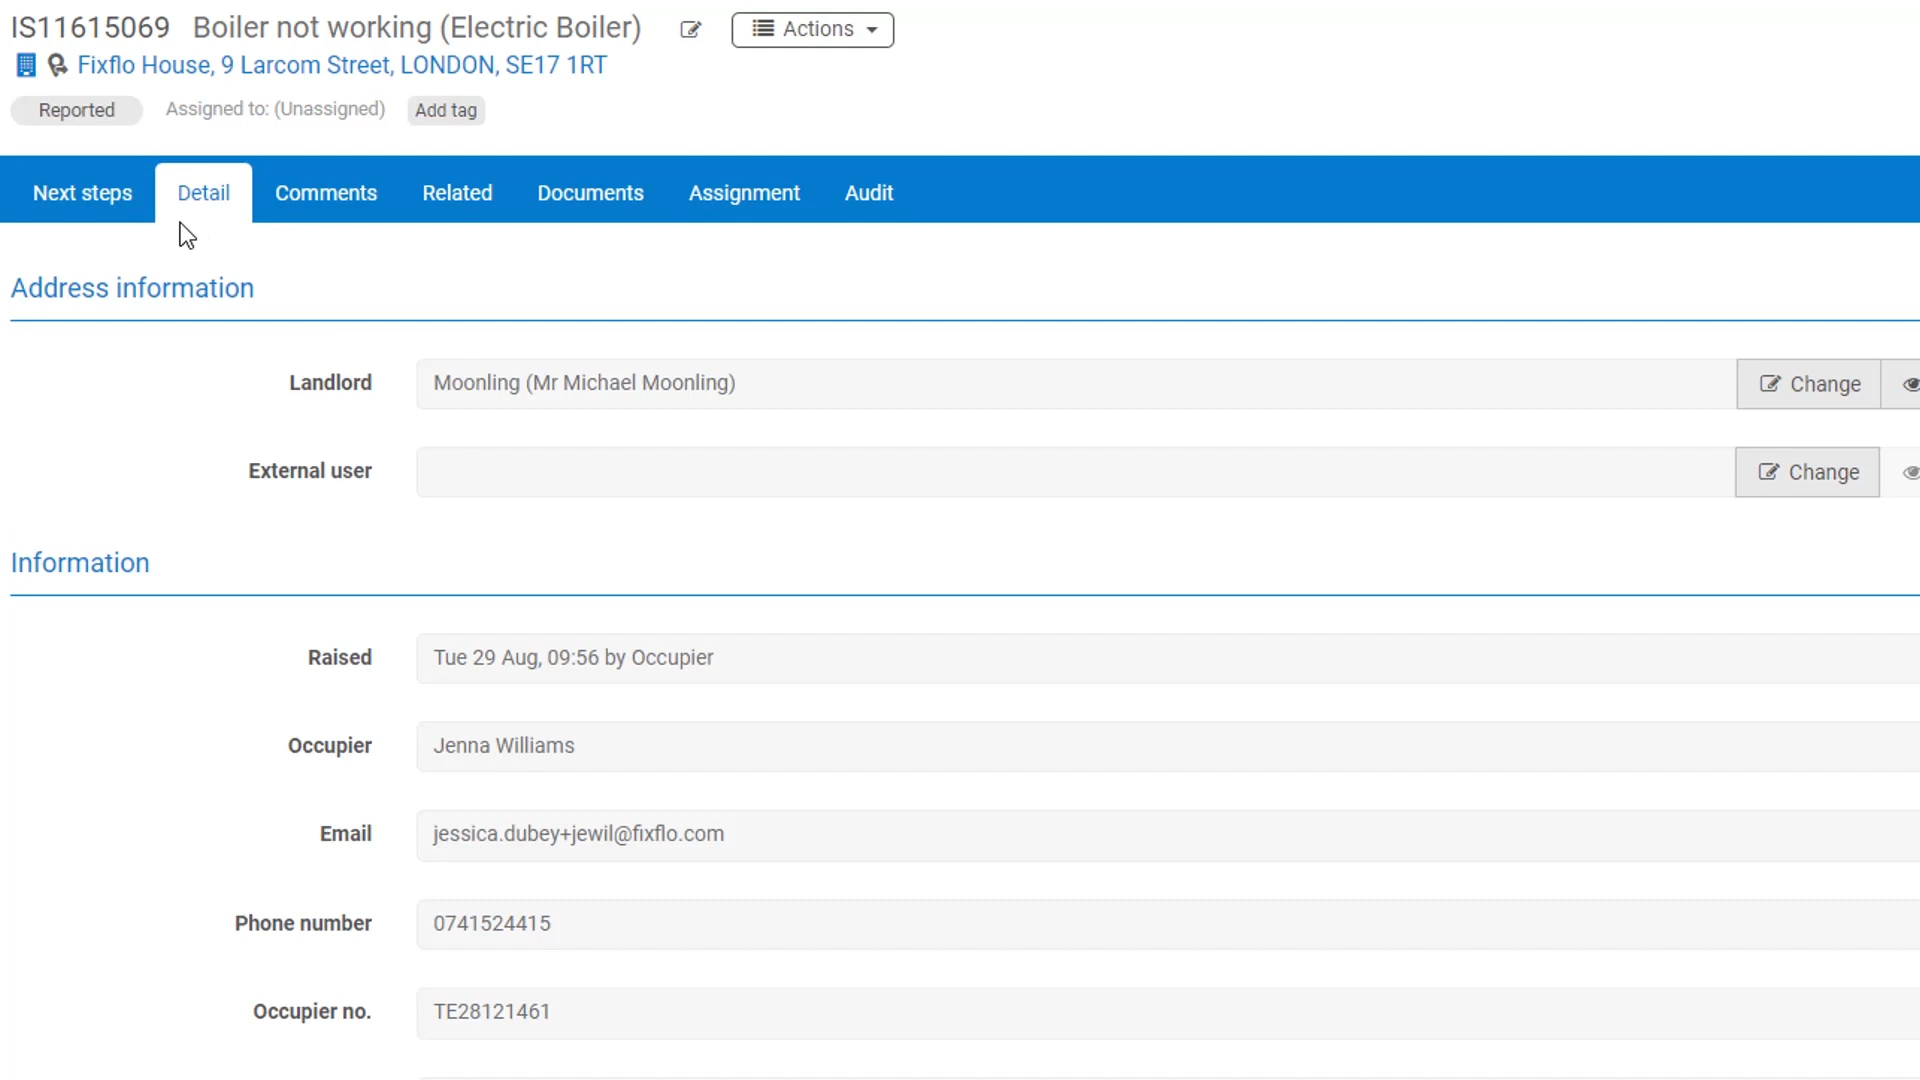 IS11615069 Boiler not working (Electric Boiler) Actions
Fixflo House, 9 Larcom Street, LONDON, SE17 1RT
Reported Assigned to: (Unassigned) Add tag
Next steps Detail Comments Related Documents Assignment Audit
Address information
Landlord Moonling (Mr Michael Moonling) Change
External user Change
Information
Raised Tue 29 Aug, 09:56 by Occupier
Occupier Jenna Williams
Email jessica.dubey+jewil@fixflo.com
Phone number 0741524415
Occupier no. TE28121461